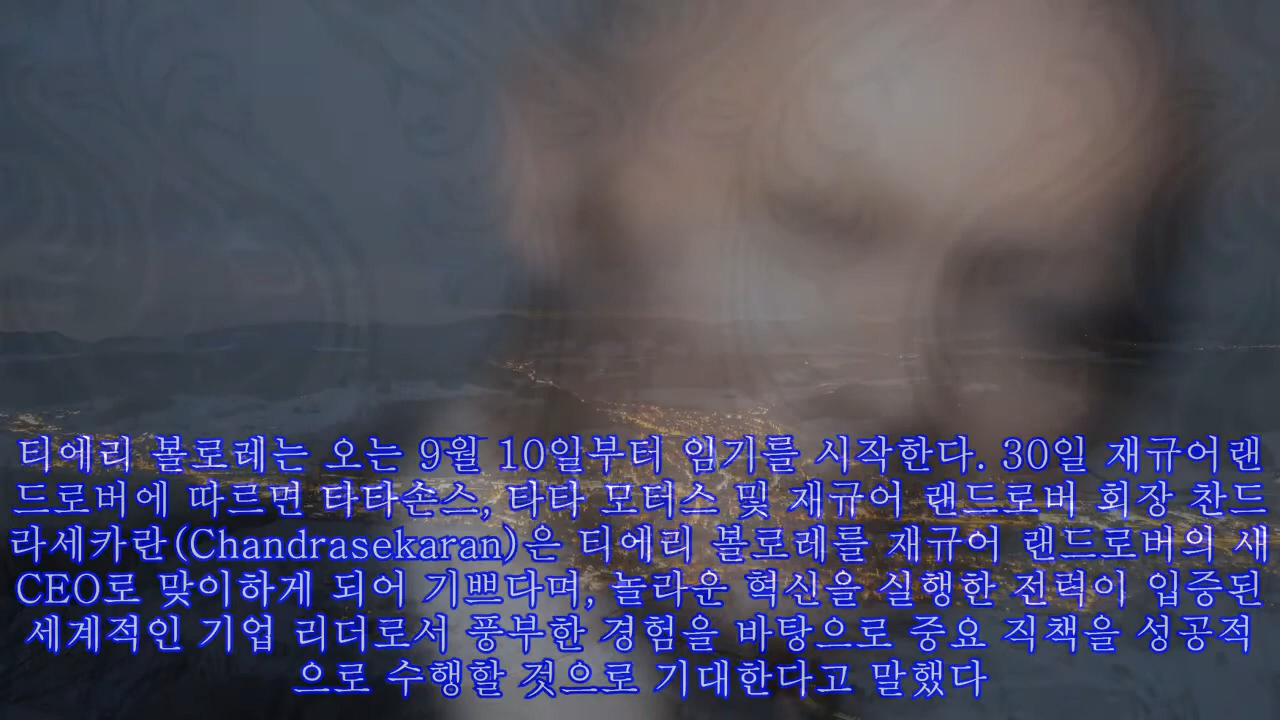 티에리 볼로레는 오는 9월 10일부터 임기를 시작한다. 30일 재규어랜
드로버에 따르면 타타손스, 타타 모터스 및 재규어 랜드로버 회장 찬드
라세카란(Chandrasekaran)은 티에리 볼로레를 재규어 랜드로버의 새
CEO로 맞이하게 되어 기쁘다며, 놀라운 혁신을 실행한 전력이 입증된
세계적인 기업 리더로서 풍부한 경험을 바탕으로 중요 직책을 성공적
으로 수행할 것으로 기대한다고 말했다